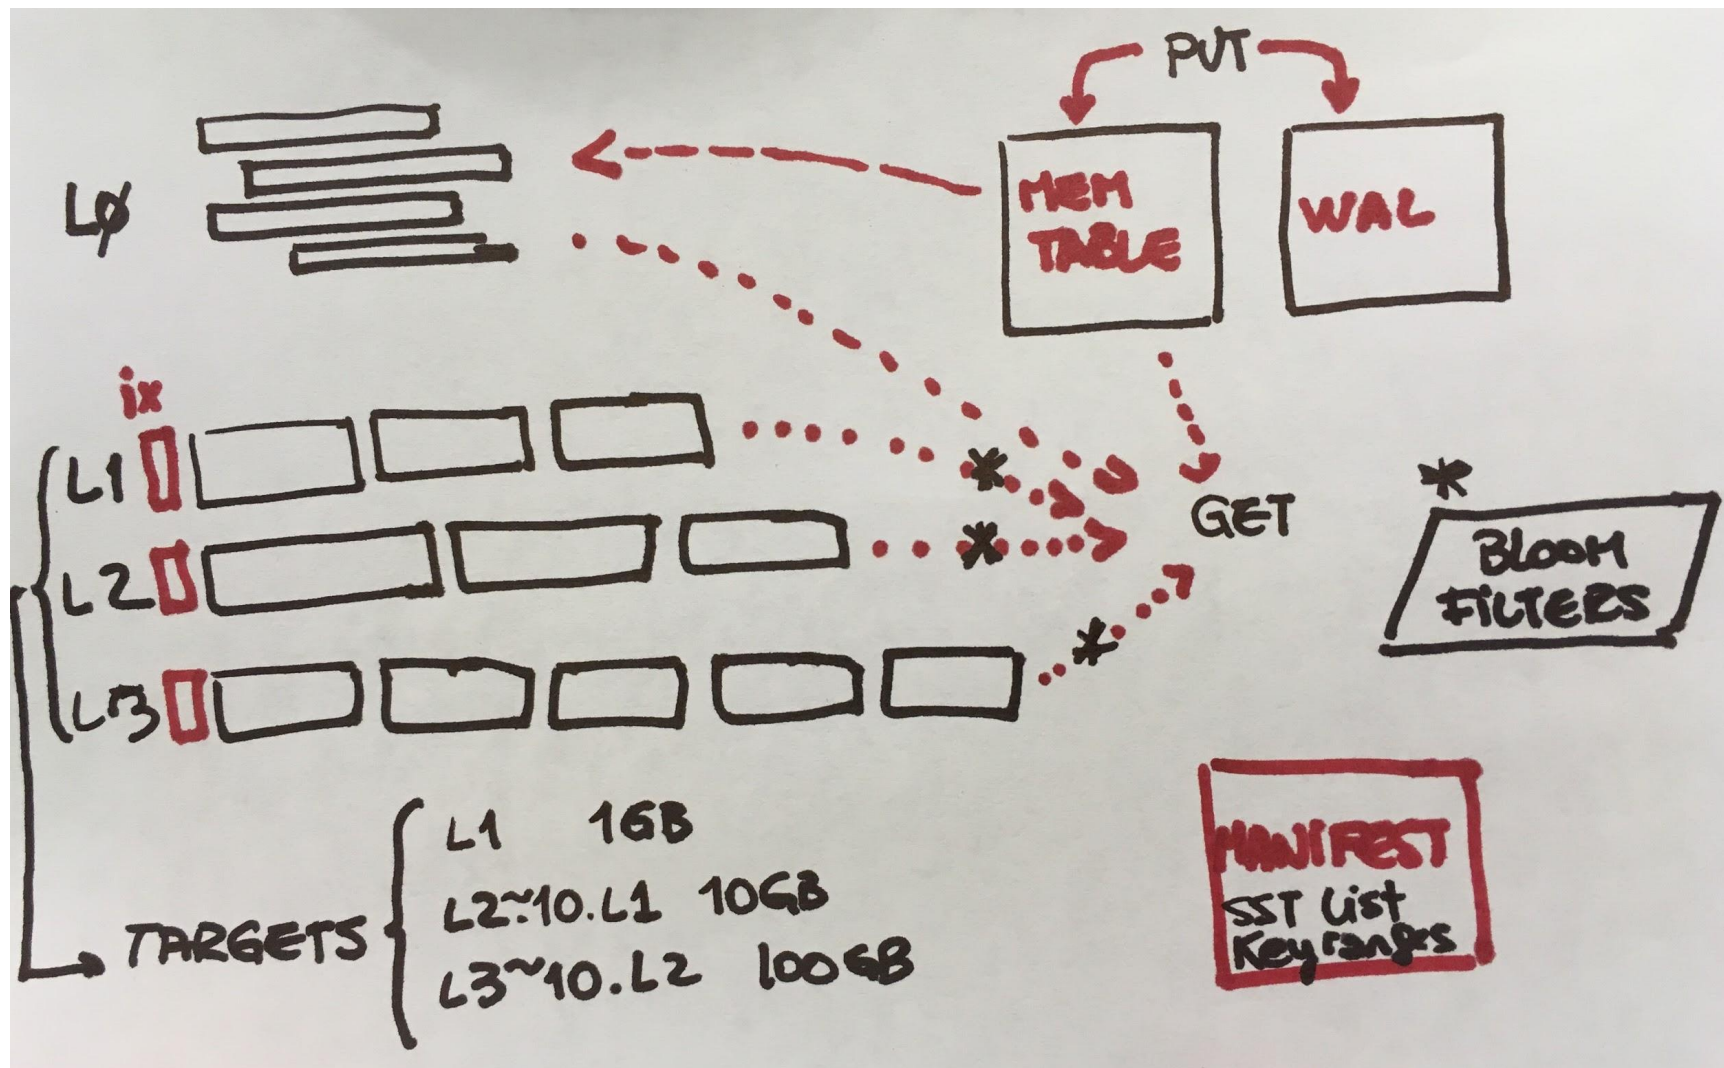 PUT
MEM
TABLE
WAL
LØ
ix
L1
L2
L3
*
*
*
GET
*
BLOOM
FILTERS
TARGETS
L1 1GB
L2~10.L1 10GB
L3~10.L2 100GB
MANIFEST
SST List
Key ranges